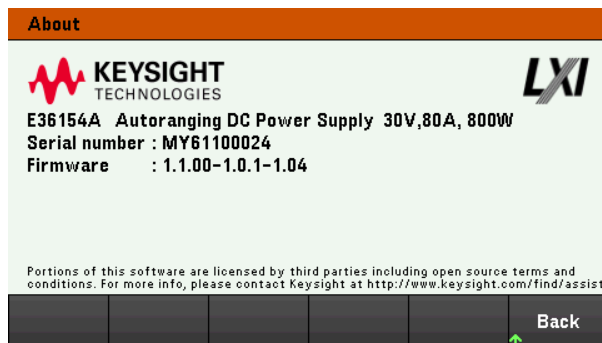 About
KEYSIGHT
TECHNOLOGIES
LXI
E36154A Autoranging DC Power Supply 30V,80A, 800W
Serial number : MY61100024
Firmware : 1.1.00-1.0.1-1.04
Portions of this software are licensed by third parties including open source terms and
conditions. For more info, please contact Keysight at http://www.keysight.com/find/assist
Back